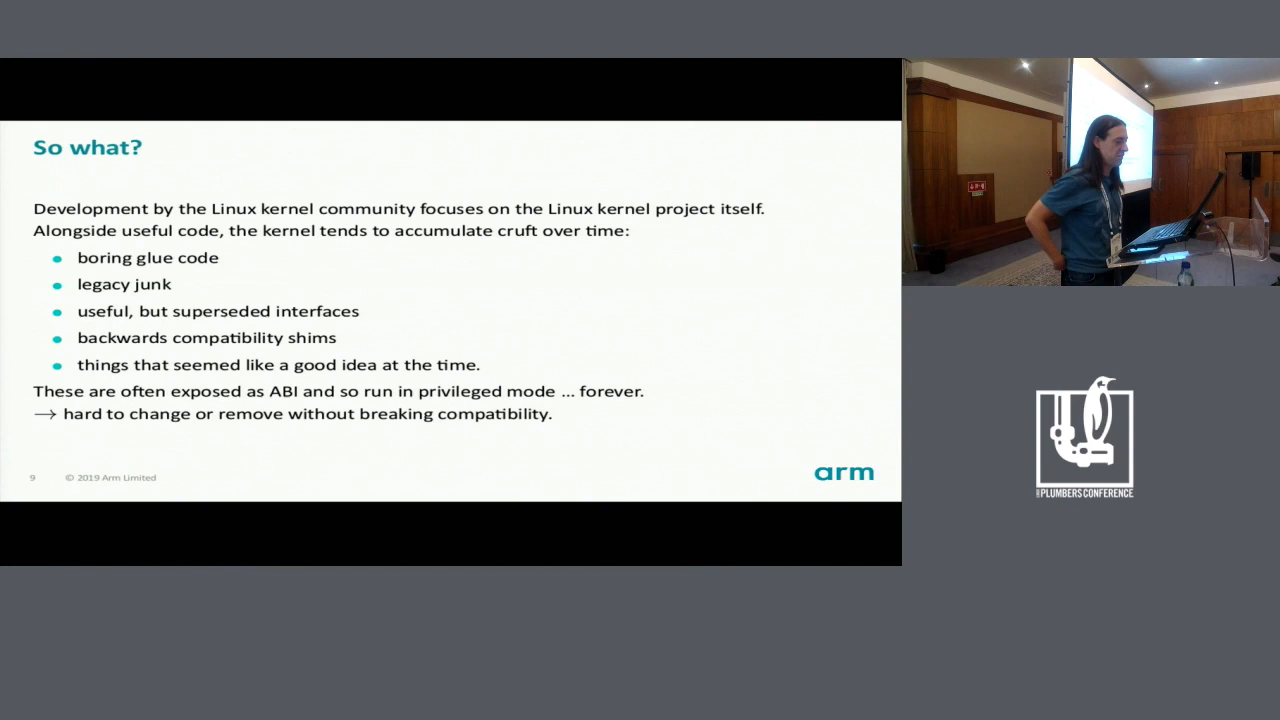 So what?
Development by the Linux kernel community focuses on the Linux kernel project itself.
Alongside useful code, the kernel tends to accumulate cruft over time:
boring glue code
legacy junk
useful, but superseded interfaces
backwards compatibility shims
things that seemed like a good idea at the time.
These are often exposed as ABI and so run in privileged mode ... forever.
→ hard to change or remove without breaking compatibility.
9 © 2019 Arm Limited
arm
PLUMBERS CONFERENCE